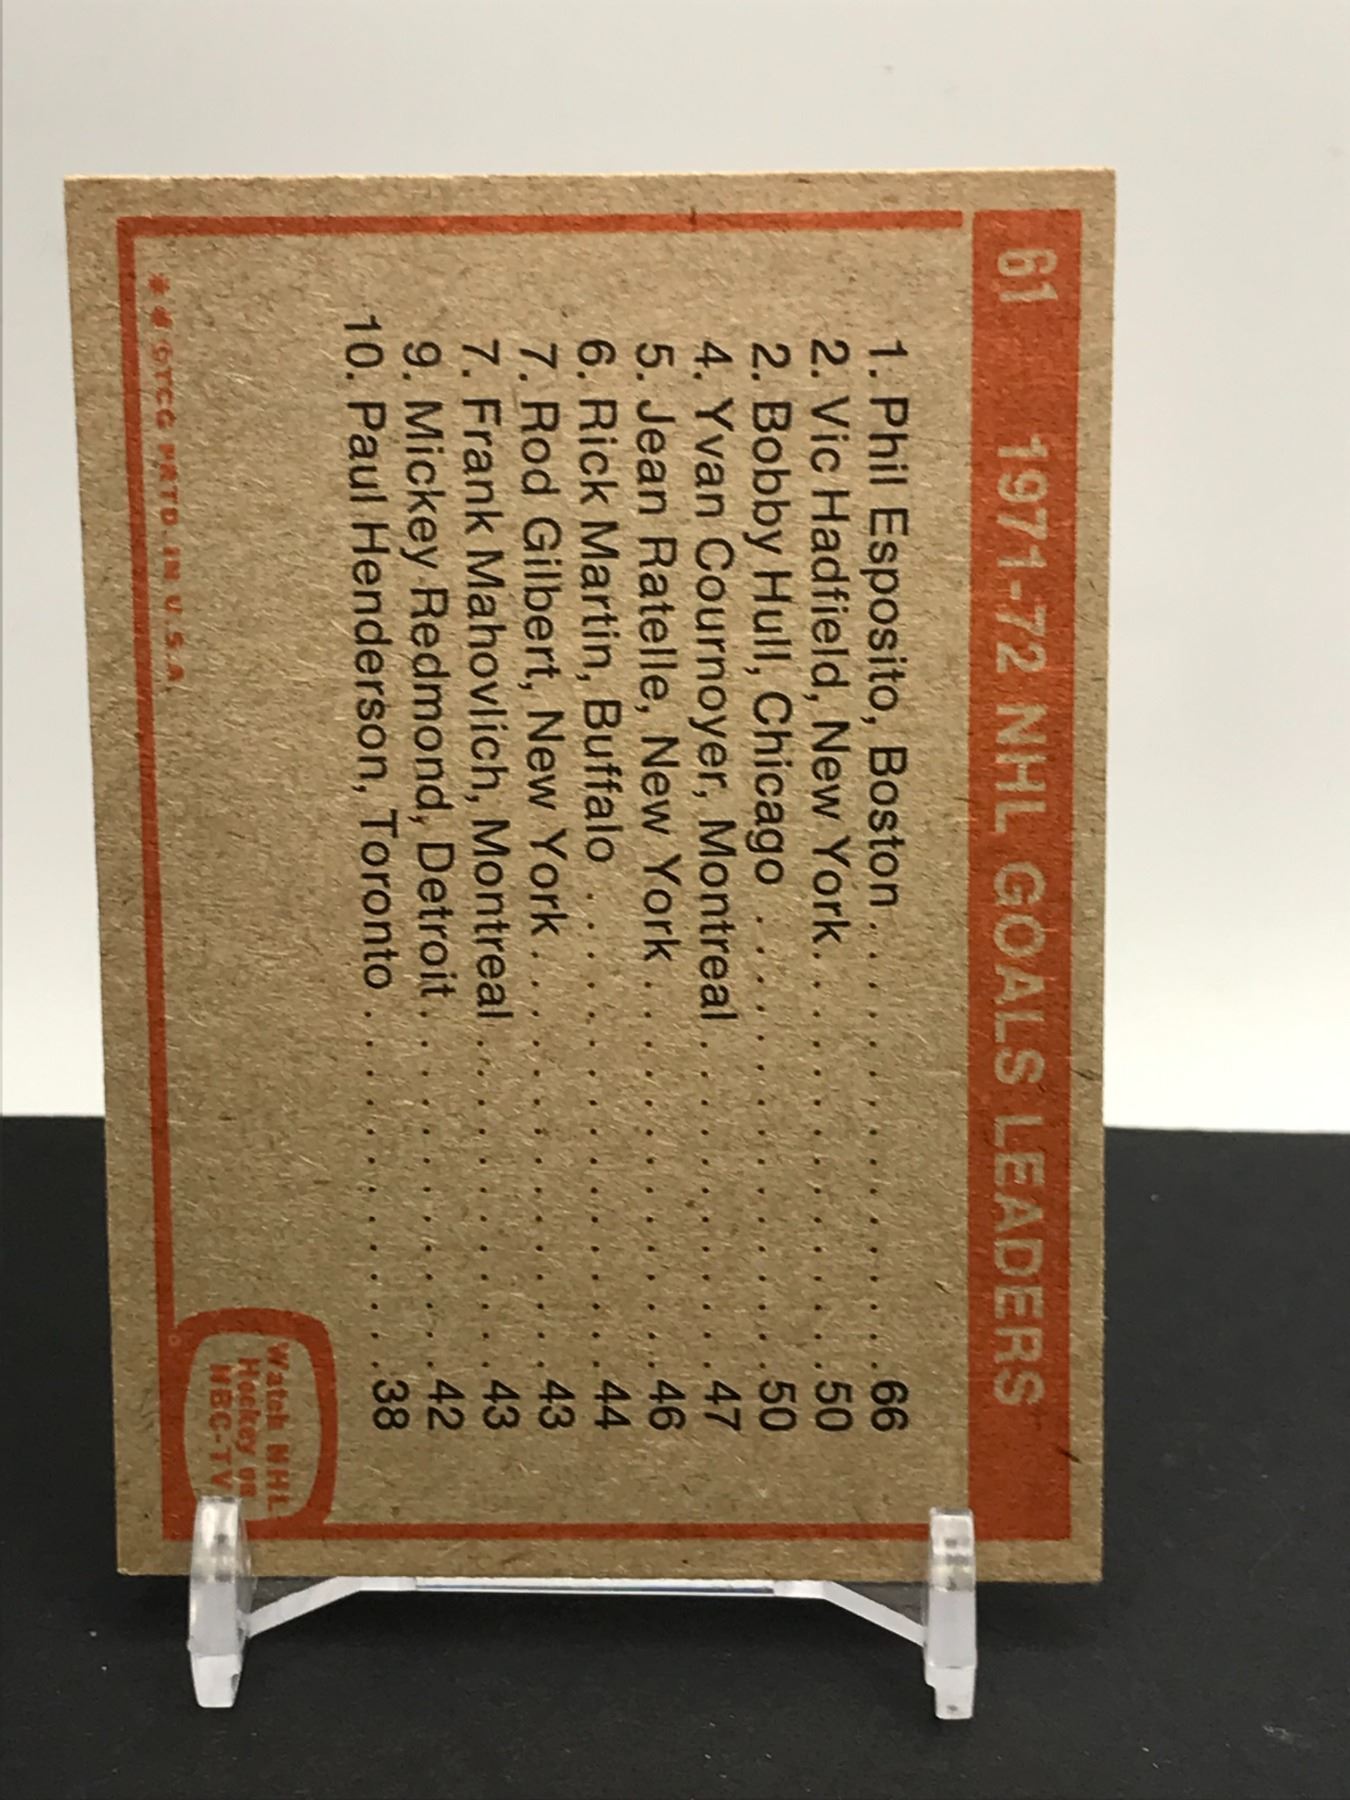 61 1971-72 NHL GOALS LEADERS
1. Phil Esposito, Boston . . . . . . . . . . 66
2. Vic Hadfield, New York . . . . . . . . . 50
2. Bobby Hull, Chicago . . . . . . . . . . 50
4. Yvan Cournoyer, Montreal . . . . . . . 47
5. Jean Ratelle, New York . . . . . . . . . 46
6. Rick Martin, Buffalo . . . . . . . . . . 44
7. Rod Gilbert, New York . . . . . . . . . 43
7. Frank Mahovlich, Montreal . . . . . . . 43
9. Mickey Redmond, Detroit . . . . . . . . 42
10. Paul Henderson, Toronto . . . . . . . . 38
Watch NHL
Hockey on
NBC-TV
* * © T.C.G. PRTD. IN U.S.A.